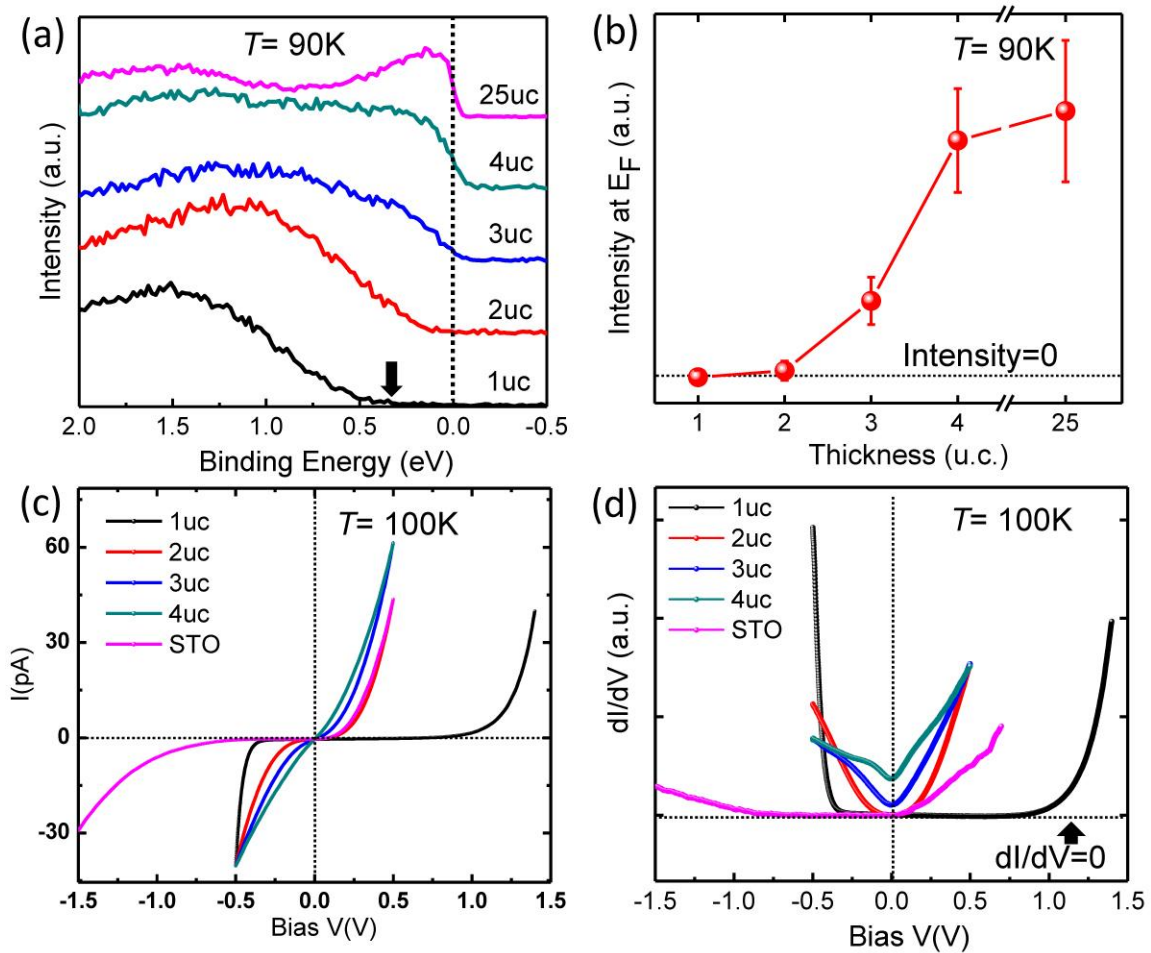 (a)
T= 90K
25uc
4uc
3uc
2uc
1uc
Intensity (a.u.)
2.0 1.5 1.0 0.5 0.0 -0.5
Binding Energy (eV)
(b)
T= 90K
Intensity at EF (a.u.)
Intensity=0
1 2 3 4 25
Thickness (u.c.)
(c)
T= 100K
1uc
2uc
3uc
4uc
STO
I(pA)
60
30
0
-30
-1.5 -1.0 -0.5 0.0 0.5 1.0 1.5
Bias V(V)
(d)
T= 100K
1uc
2uc
3uc
4uc
STO
dI/dV (a.u.)
dI/dV=0
-1.5 -1.0 -0.5 0.0 0.5 1.0 1.5
Bias V(V)